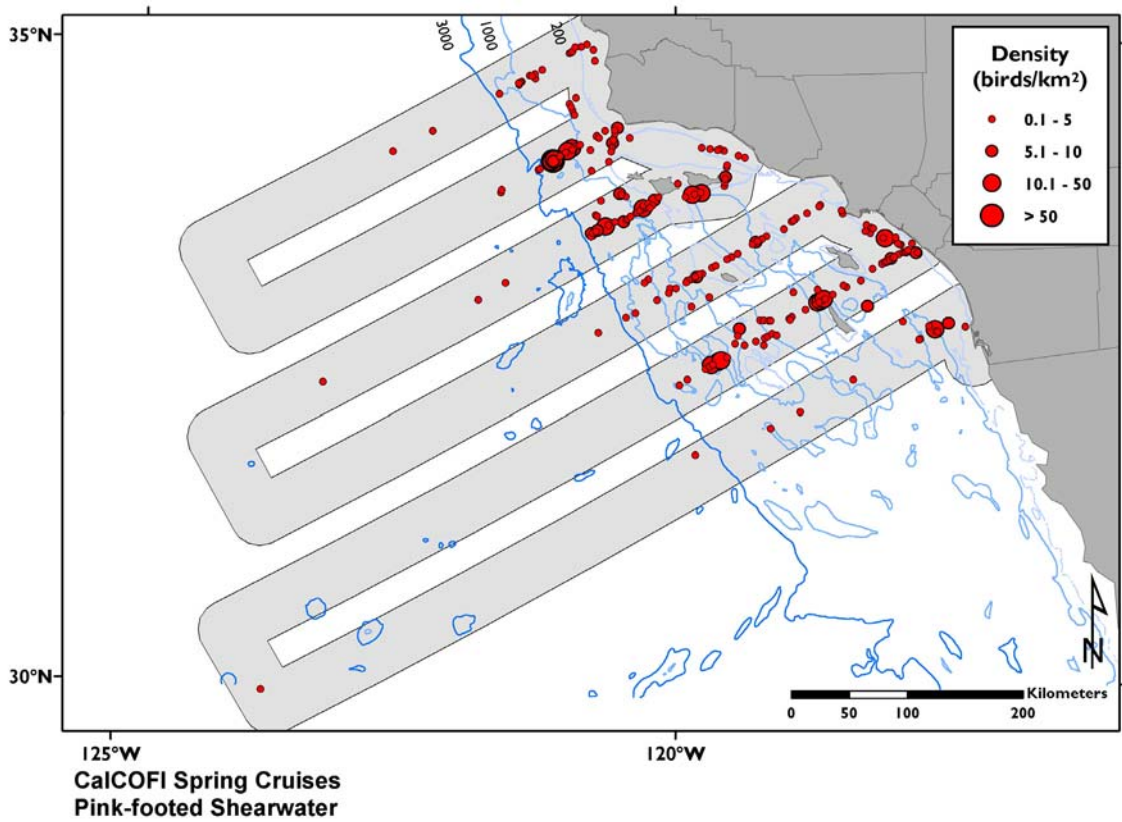 35°N
3000
1000
200
Density
(birds/km²)
0.1 - 5
5.1 - 10
10.1 - 50
> 50
30°N
N
Kilometers
0 50 100 200
125°W
120°W
CalCOFI Spring Cruises
Pink-footed Shearwater